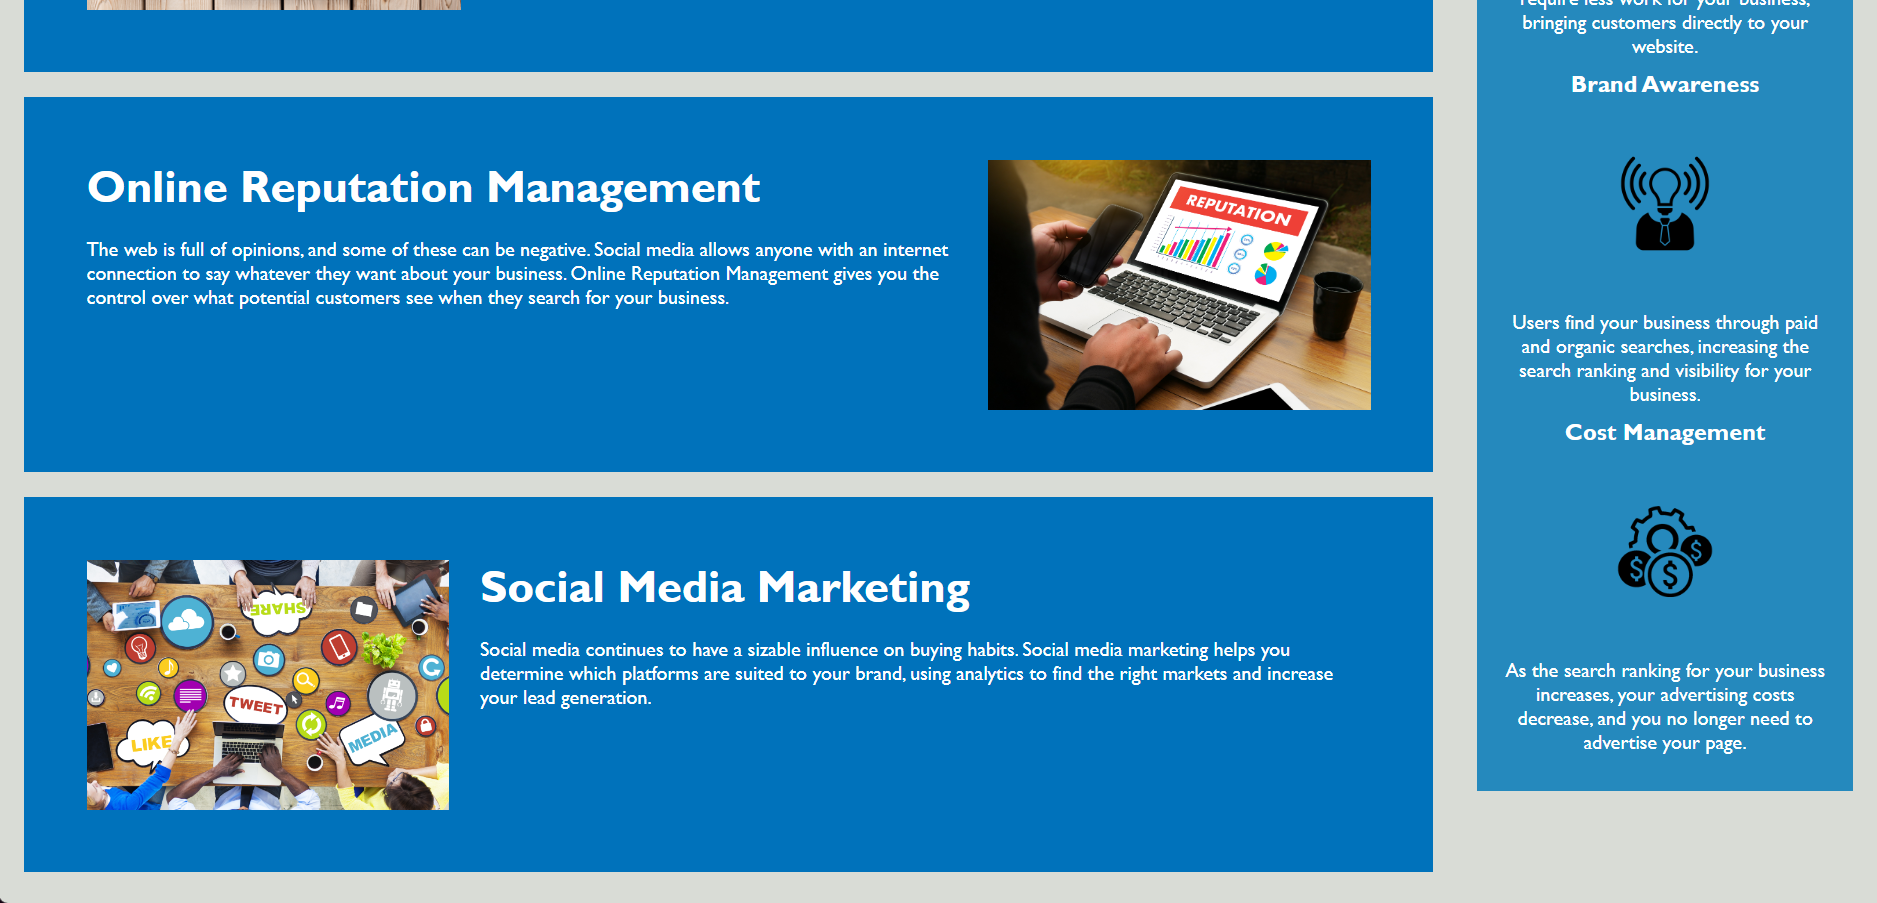 Online Reputation Management
The web is full of opinions, and some of these can be negative. Social media allows anyone with an internet
connection to say whatever they want about your business. Online Reputation Management gives you the
control over what potential customers see when they search for your business.
REPUTATION
SHARE
TWEET
LIKE
MEDIA
Social Media Marketing
Social media continues to have a sizable influence on buying habits. Social media marketing helps you
determine which platforms are suited to your brand, using analytics to find the right markets and increase
your lead generation.
require less work for your business,
bringing customers directly to your
website.
Brand Awareness
Users find your business through paid
and organic searches, increasing the
search ranking and visibility for your
business.
Cost Management
$ $ $
As the search ranking for your business
increases, your advertising costs
decrease, and you no longer need to
advertise your page.